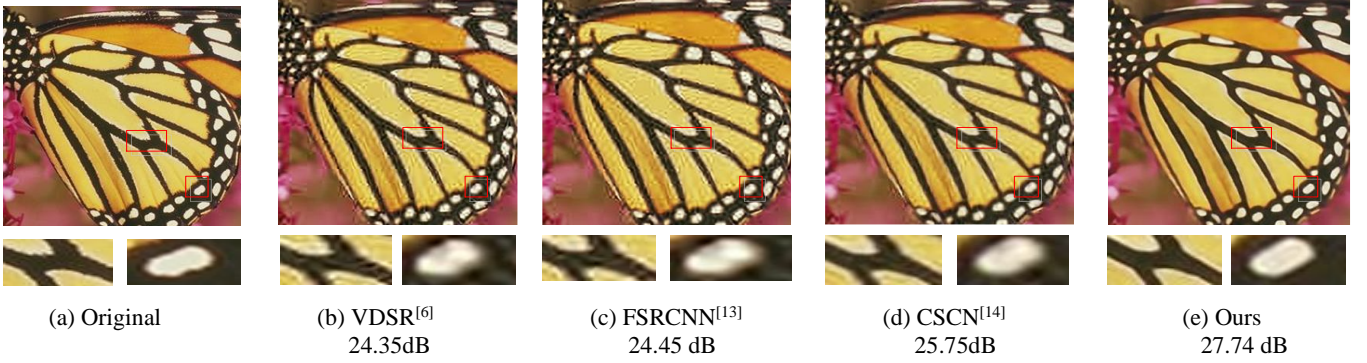 (a) Original
(b) VDSR[6]
24.35dB
(c) FSRCNN[13]
24.45 dB
(d) CSCN[14]
25.75dB
(e) Ours
27.74 dB